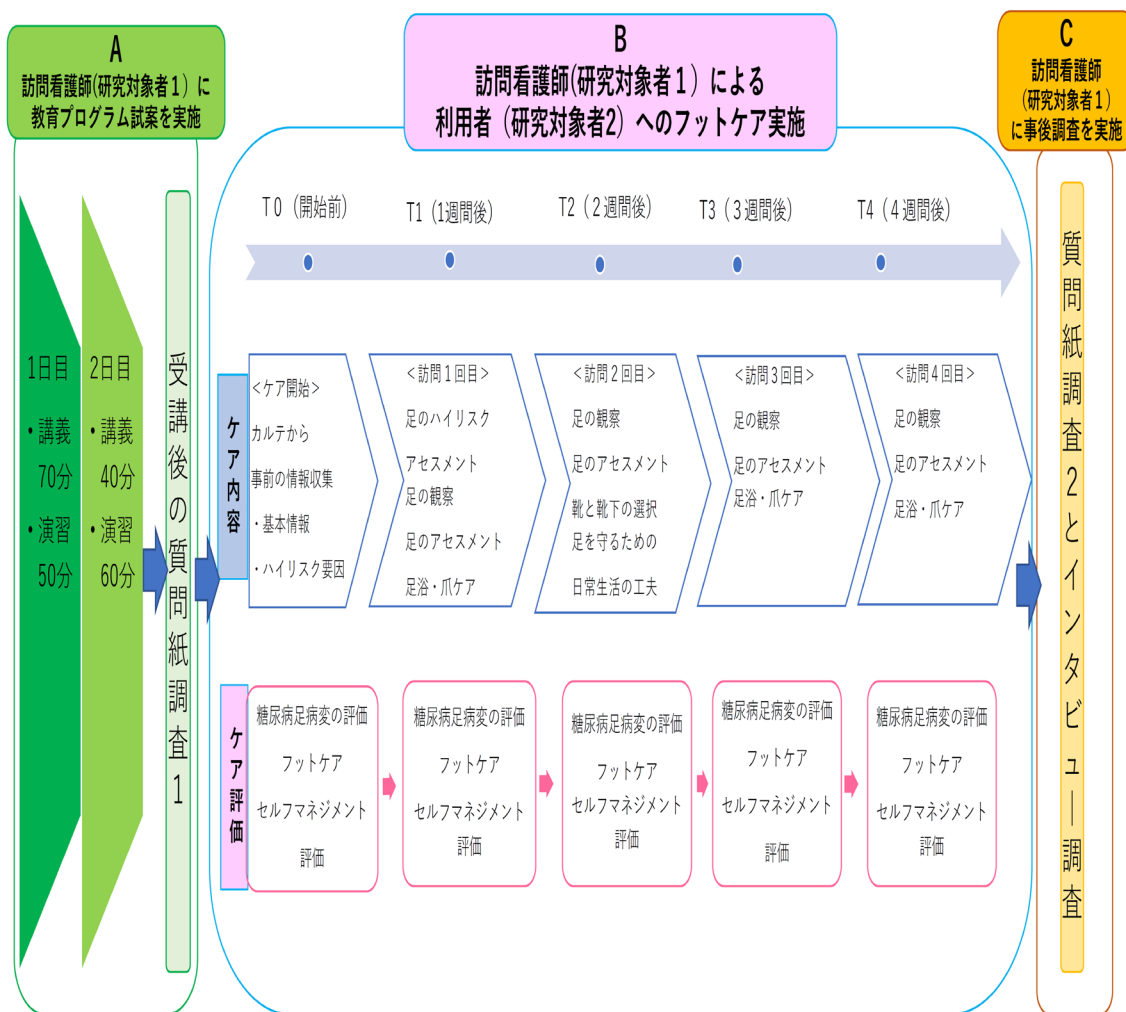 A
訪問看護師(研究対象者１）に
教育プログラム試案を実施
1日目
・講義
70分
・演習
50分
2日目
・講義
40分
・演習
60分
受講後の質問紙調査1
B
訪問看護師(研究対象者１）による
利用者（研究対象者2）へのフットケア実施
T０（開始前）
T1（1週間後）
T2（２週間後）
T3（３週間後）
T4（４週間後）
ケア内容
＜ケア開始＞
カルテから
事前の情報収集
・基本情報
・ハイリスク要因
＜訪問１回目＞
足のハイリスク
アセスメント
足の観察
足のアセスメント
足浴・爪ケア
＜訪問２回目＞
足の観察
足のアセスメント
靴と靴下の選択
足を守るための
日常生活の工夫
＜訪問３回目＞
足の観察
足のアセスメント
足浴・爪ケア
＜訪問４回目＞
足の観察
足のアセスメント
足浴・爪ケア
ケア評価
糖尿病足病変の評価
フットケア
セルフマネジメント
評価
糖尿病足病変の評価
フットケア
セルフマネジメント
評価
糖尿病足病変の評価
フットケア
セルフマネジメント
評価
糖尿病足病変の評価
フットケア
セルフマネジメント
評価
糖尿病足病変の評価
フットケア
セルフマネジメント
評価
C
訪問看護師
(研究対象者１）
に事後調査を実施
質問紙調査2とインタビュー調査